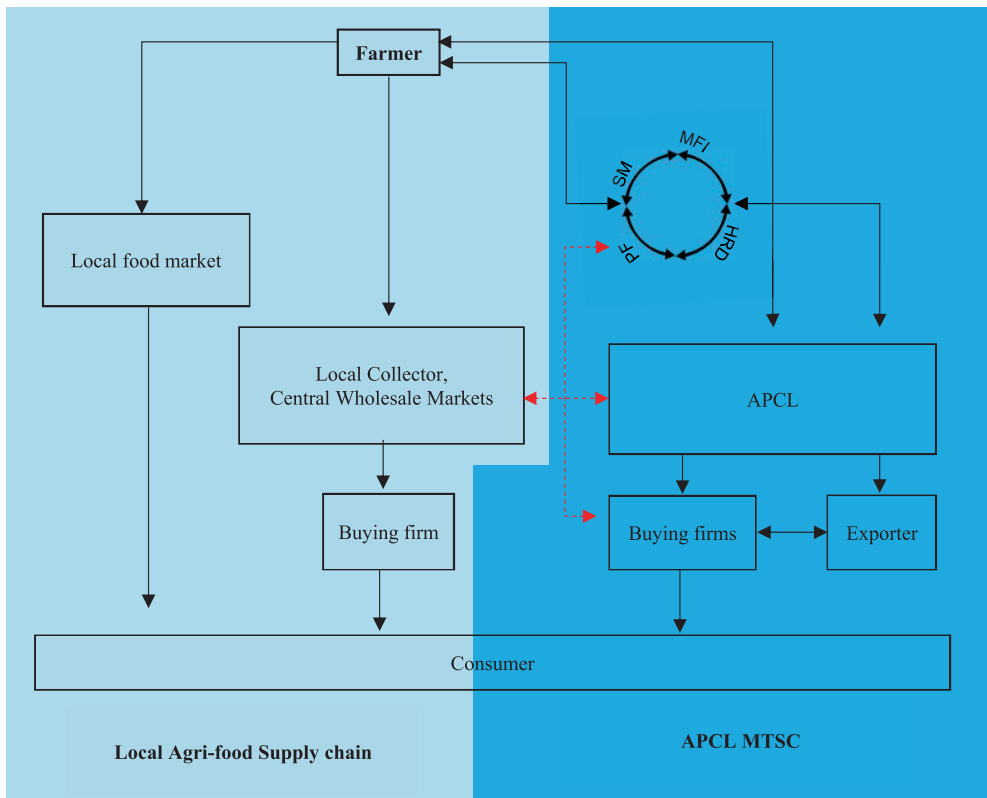 Farmer
MFI
SM
HRD
PF
Local food market
Local Collector,
Central Wholesale Markets
APCL
Buying firm
Buying firms
Exporter
Consumer
Local Agri-food Supply chain
APCL MTSC